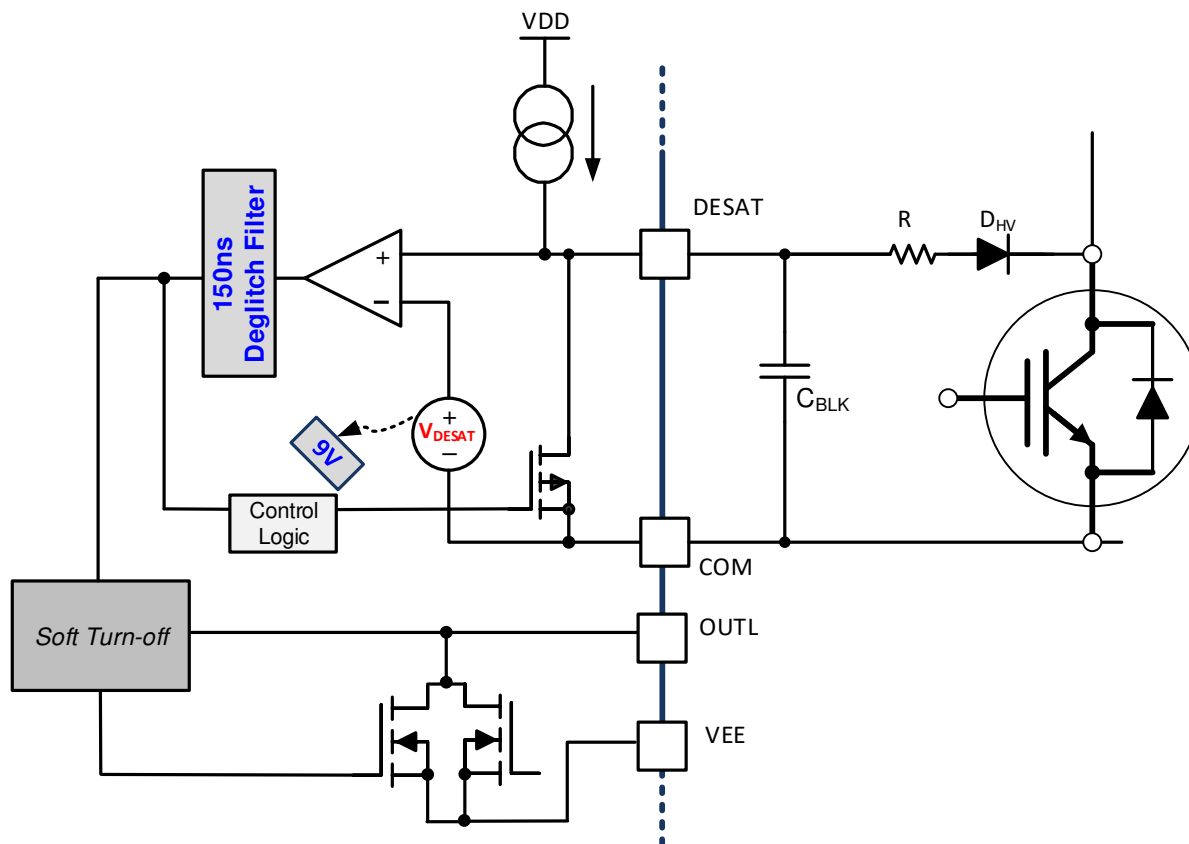 VDD
DESAT
R
DHV
150ns
Deglitch Filter
+
−
+
VDESAT
−
9V
CBLK
Control
Logic
COM
Soft Turn-off
OUTL
VEE